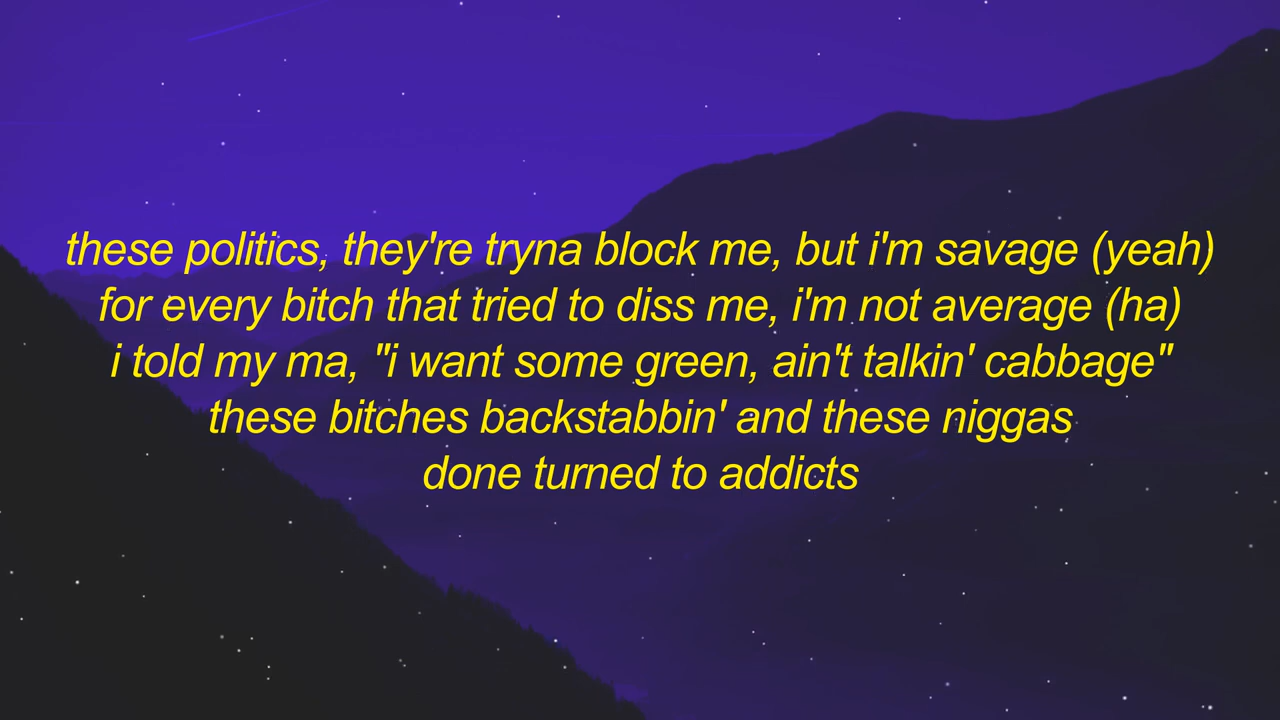 these politics, they're tryna block me, but i'm savage (yeah)
for every bitch that tried to diss me, i'm not average (ha)
i told my ma, "i want some green, ain't talkin' cabbage"
these bitches backstabbin' and these niggas
done turned to addicts